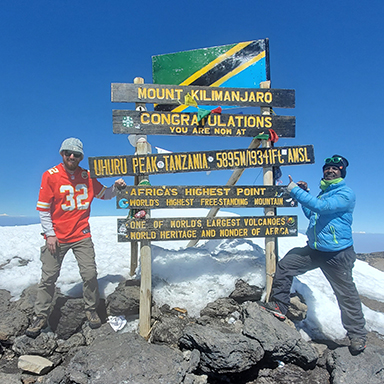 MOUNT KILIMANJARO
CONGRATULATIONS
YOU ARE NOW AT
UHURU PEAK • TANZANIA • 5895M/19341Ft. AMSL
AFRICA'S HIGHEST POINT
WORLD'S HIGHEST FREE-STANDING MOUNTAIN
ONE OF WORLD'S LARGEST VOLCANOES
WORLD HERITAGE AND WONDER OF AFRICA
32